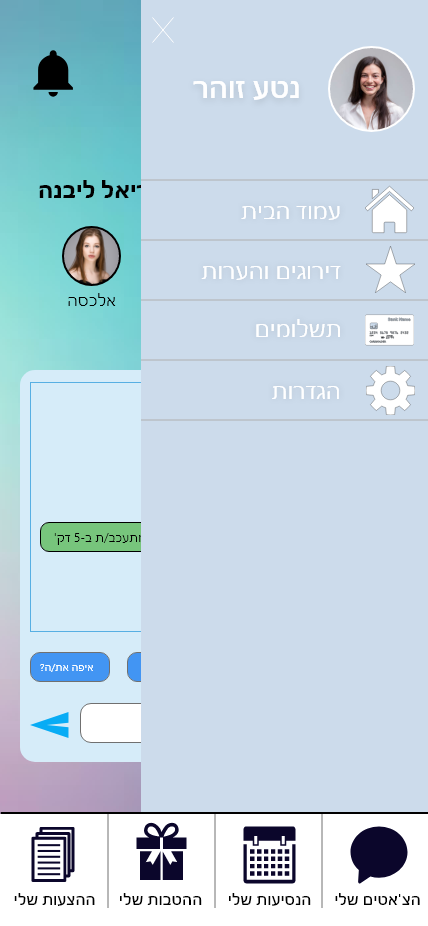 נטע זוהר
יאל ליבנה
אלכסה
עמוד הבית
דירוגים והערות
תשלומים
הגדרות
מתעכב/ת ב-5 דק'
איפה את/ה?
הצ'אטים שלי
הנסיעות שלי
ההטבות שלי
ההצעות שלי